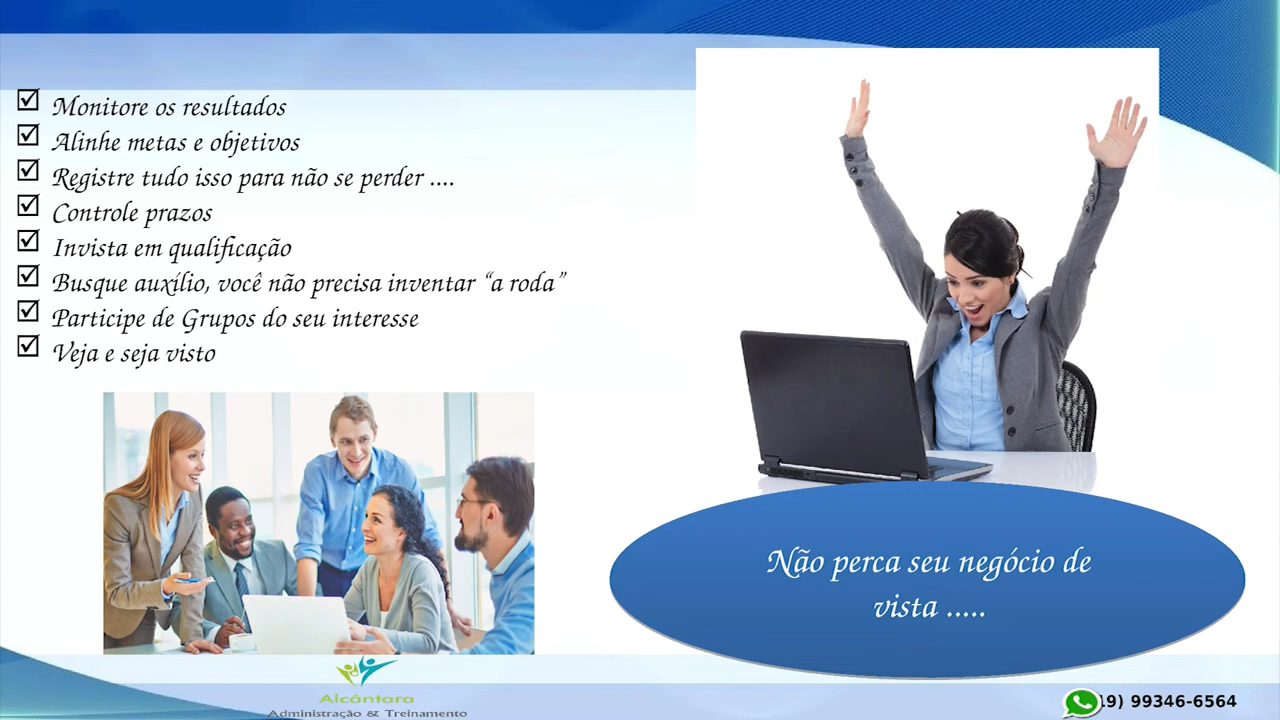 Monitore os resultados
Alinhe metas e objetivos
Registre tudo isso para não se perder ....
Controle prazos
Invista em qualificação
Busque auxílio, você não precisa inventar “a roda”
Participe de Grupos do seu interesse
Veja e seja visto
Não perca seu negócio de
vista .....
Alcântara
Administração & Treinamento
19) 99346-6564